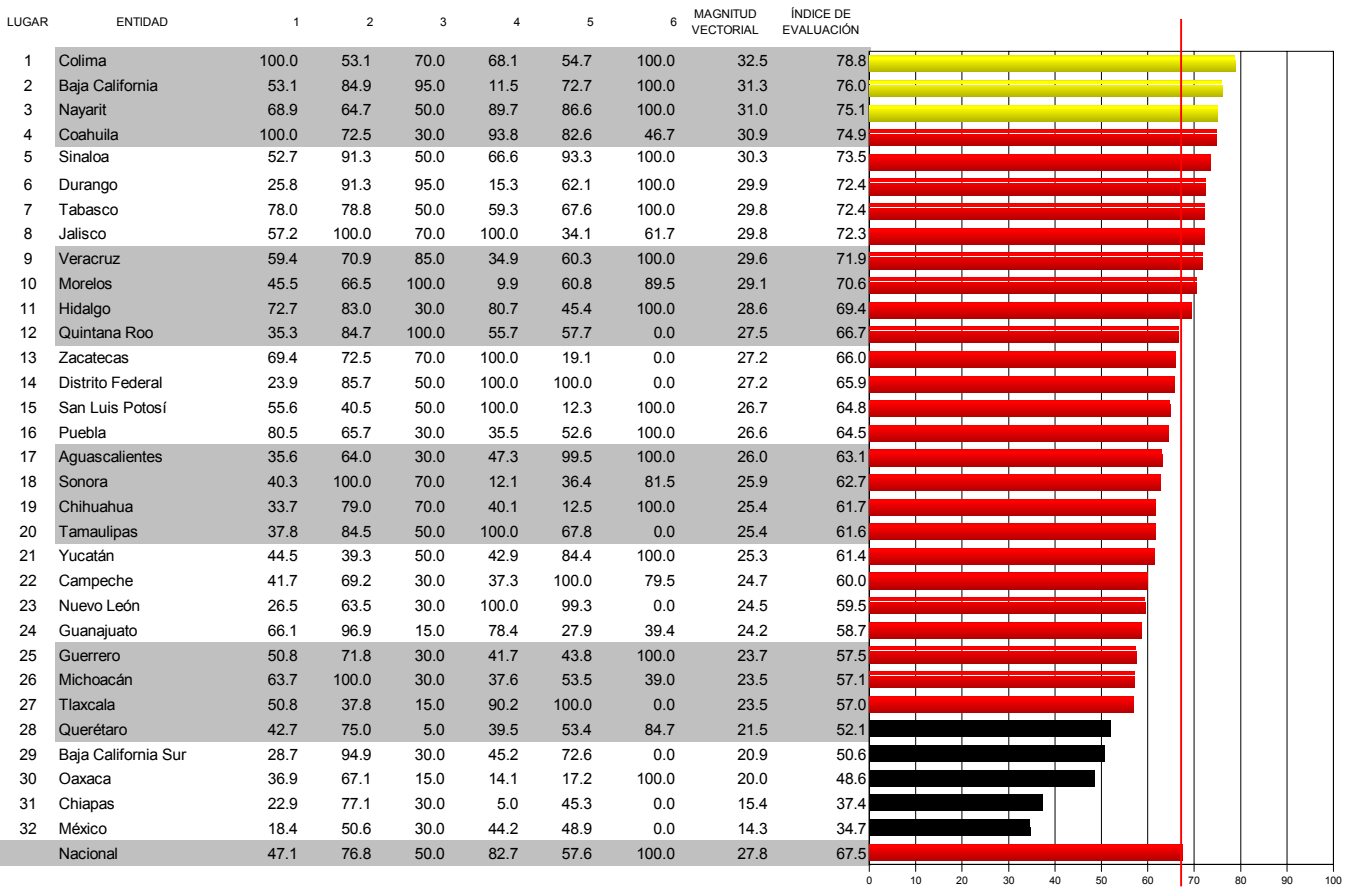 LUGAR ENTIDAD 1 2 3 4 5 6 MAGNITUD VECTORIAL ÍNDICE DE EVALUACIÓN
1 Colima 100.0 53.1 70.0 68.1 54.7 100.0 32.5 78.8
2 Baja California 53.1 84.9 95.0 11.5 72.7 100.0 31.3 76.0
3 Nayarit 68.9 64.7 50.0 89.7 86.6 100.0 31.0 75.1
4 Coahuila 100.0 72.5 30.0 93.8 82.6 46.7 30.9 74.9
5 Sinaloa 52.7 91.3 50.0 66.6 93.3 100.0 30.3 73.5
6 Durango 25.8 91.3 95.0 15.3 62.1 100.0 29.9 72.4
7 Tabasco 78.0 78.8 50.0 59.3 67.6 100.0 29.8 72.4
8 Jalisco 57.2 100.0 70.0 100.0 34.1 61.7 29.8 72.3
9 Veracruz 59.4 70.9 85.0 34.9 60.3 100.0 29.6 71.9
10 Morelos 45.5 66.5 100.0 9.9 60.8 89.5 29.1 70.6
11 Hidalgo 72.7 83.0 30.0 80.7 45.4 100.0 28.6 69.4
12 Quintana Roo 35.3 84.7 100.0 55.7 57.7 0.0 27.5 66.7
13 Zacatecas 69.4 72.5 70.0 100.0 19.1 0.0 27.2 66.0
14 Distrito Federal 23.9 85.7 50.0 100.0 100.0 0.0 27.2 65.9
15 San Luis Potosí 55.6 40.5 50.0 100.0 12.3 100.0 26.7 64.8
16 Puebla 80.5 65.7 30.0 35.5 52.6 100.0 26.6 64.5
17 Aguascalientes 35.6 64.0 30.0 47.3 99.5 100.0 26.0 63.1
18 Sonora 40.3 100.0 70.0 12.1 36.4 81.5 25.9 62.7
19 Chihuahua 33.7 79.0 70.0 40.1 12.5 100.0 25.4 61.7
20 Tamaulipas 37.8 84.5 50.0 100.0 67.8 0.0 25.4 61.6
21 Yucatán 44.5 39.3 50.0 42.9 84.4 100.0 25.3 61.4
22 Campeche 41.7 69.2 30.0 37.3 100.0 79.5 24.7 60.0
23 Nuevo León 26.5 63.5 30.0 100.0 99.3 0.0 24.5 59.5
24 Guanajuato 66.1 96.9 15.0 78.4 27.9 39.4 24.2 58.7
25 Guerrero 50.8 71.8 30.0 41.7 43.8 100.0 23.7 57.5
26 Michoacán 63.7 100.0 30.0 37.6 53.5 39.0 23.5 57.1
27 Tlaxcala 50.8 37.8 15.0 90.2 100.0 0.0 23.5 57.0
28 Querétaro 42.7 75.0 5.0 39.5 53.4 84.7 21.5 52.1
29 Baja California Sur 28.7 94.9 30.0 45.2 72.6 0.0 20.9 50.6
30 Oaxaca 36.9 67.1 15.0 14.1 17.2 100.0 20.0 48.6
31 Chiapas 22.9 77.1 30.0 5.0 45.3 0.0 15.4 37.4
32 México 18.4 50.6 30.0 44.2 48.9 0.0 14.3 34.7
Nacional 47.1 76.8 50.0 82.7 57.6 100.0 27.8 67.5
0 10 20 30 40 50 60 70 80 90 100